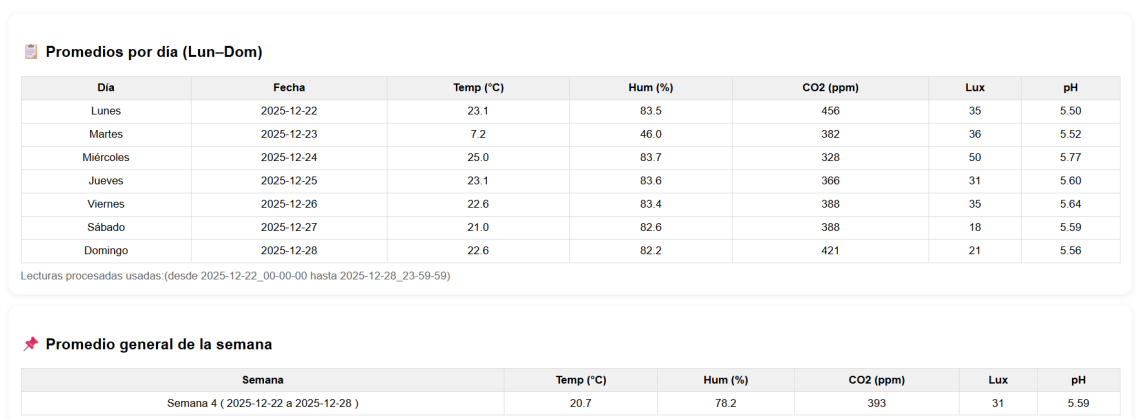 Promedios por día (Lun–Dom)
Día Fecha Temp (°C) Hum (%) CO2 (ppm) Lux pH
Lunes 2025-12-22 23.1 83.5 456 35 5.50
Martes 2025-12-23 7.2 46.0 382 36 5.52
Miércoles 2025-12-24 25.0 83.7 328 50 5.77
Jueves 2025-12-25 23.1 83.6 366 31 5.60
Viernes 2025-12-26 22.6 83.4 388 35 5.64
Sábado 2025-12-27 21.0 82.6 388 18 5.59
Domingo 2025-12-28 22.6 82.2 421 21 5.56
Lecturas procesadas usadas:(desde 2025-12-22_00-00-00 hasta 2025-12-28_23-59-59)
Promedio general de la semana
Semana Temp (°C) Hum (%) CO2 (ppm) Lux pH
Semana 4 ( 2025-12-22 a 2025-12-28 ) 20.7 78.2 393 31 5.59